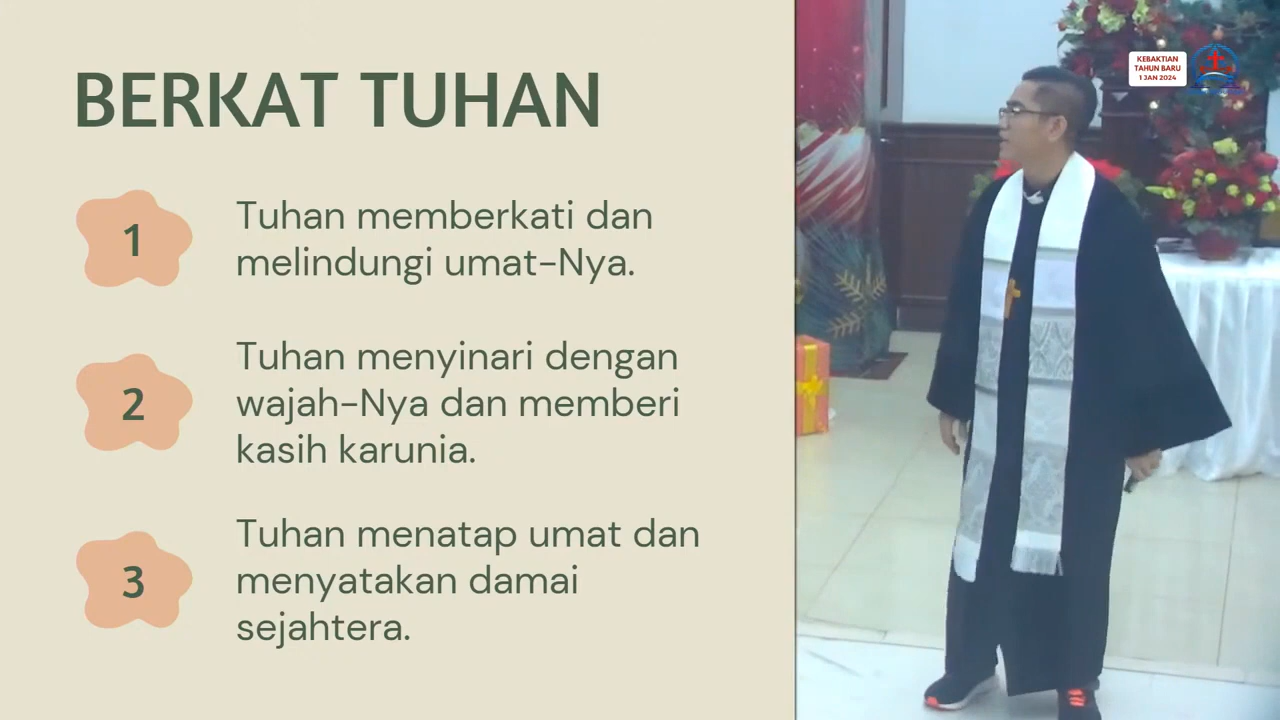 BERKAT TUHAN
1
Tuhan memberkati dan
melindungi umat-Nya.
2
Tuhan menyinari dengan
wajah-Nya dan memberi
kasih karunia.
3
Tuhan menatap umat dan
menyatakan damai
sejahtera.
KEBAKTIAN
TAHUN BARU
1 JAN 2024